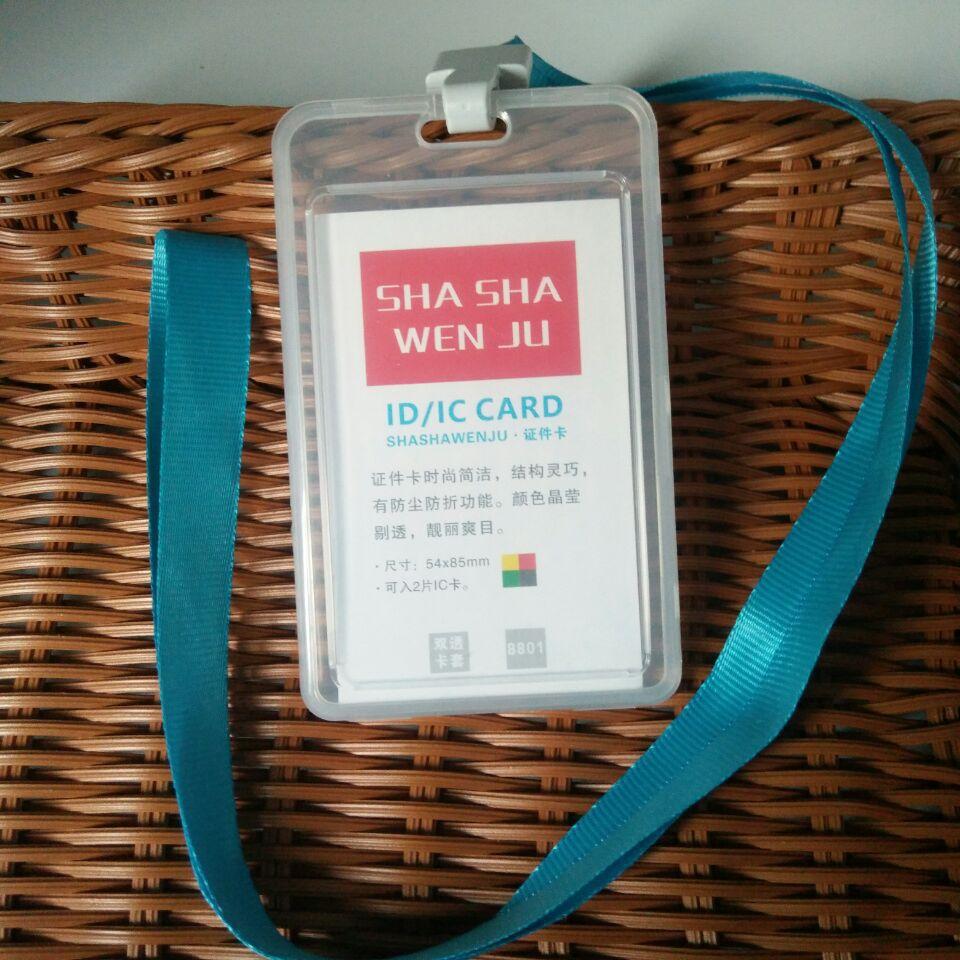 SHA SHA
WEN JU
ID/IC CARD
SHASHAWENJU · 证件卡
证件卡时尚简洁，结构灵巧，
有防尘防折功能。颜色晶莹
剔透，靓丽爽目。
· 尺寸：54x85mm
· 可入2片IC卡。
双透
卡套
8801